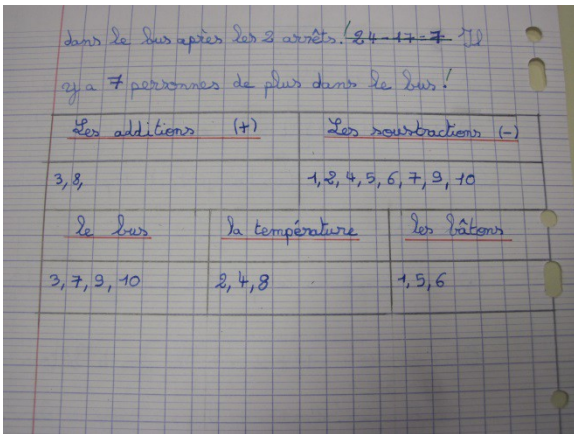 dans le bus après les 2 arrêts. (24-17=7 Il
y a 7 personnes de plus dans le bus!
Les additions (+) Les soustractions (-)
3, 8, 1, 2, 4, 5, 6, 7, 9, 10
le bus la température les bâtons
3, 7, 9, 10 2, 4, 8 1, 5, 6